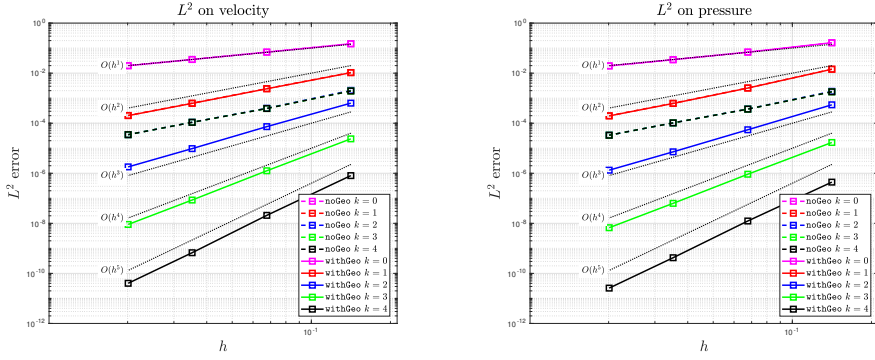 L² on velocity
10⁰
10⁻²
10⁻⁴
10⁻⁶
10⁻⁸
10⁻¹⁰
10⁻¹²
L² error
O(h¹)
O(h²)
O(h³)
O(h⁴)
O(h⁵)
noGeo k = 0
noGeo k = 1
noGeo k = 2
noGeo k = 3
noGeo k = 4
withGeo k = 0
withGeo k = 1
withGeo k = 2
withGeo k = 3
withGeo k = 4
10⁻¹
h
L² on pressure
10⁰
10⁻²
10⁻⁴
10⁻⁶
10⁻⁸
10⁻¹⁰
10⁻¹²
L² error
O(h¹)
O(h²)
O(h³)
O(h⁴)
O(h⁵)
noGeo k = 0
noGeo k = 1
noGeo k = 2
noGeo k = 3
noGeo k = 4
withGeo k = 0
withGeo k = 1
withGeo k = 2
withGeo k = 3
withGeo k = 4
10⁻¹
h